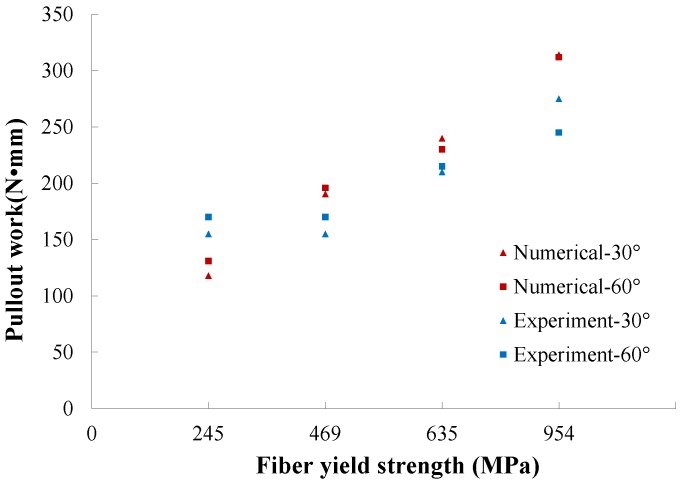 350
300
250
200
150
100
50
0
Pullout work(N•mm)
Numerical-30°
Numerical-60°
Experiment-30°
Experiment-60°
0 245 469 635 954
Fiber yield strength (MPa)